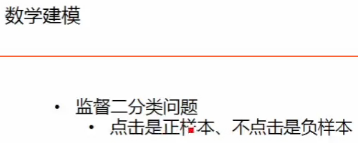 数学建模
• 监督二分类问题
• 点击是正样本、不点击是负样本